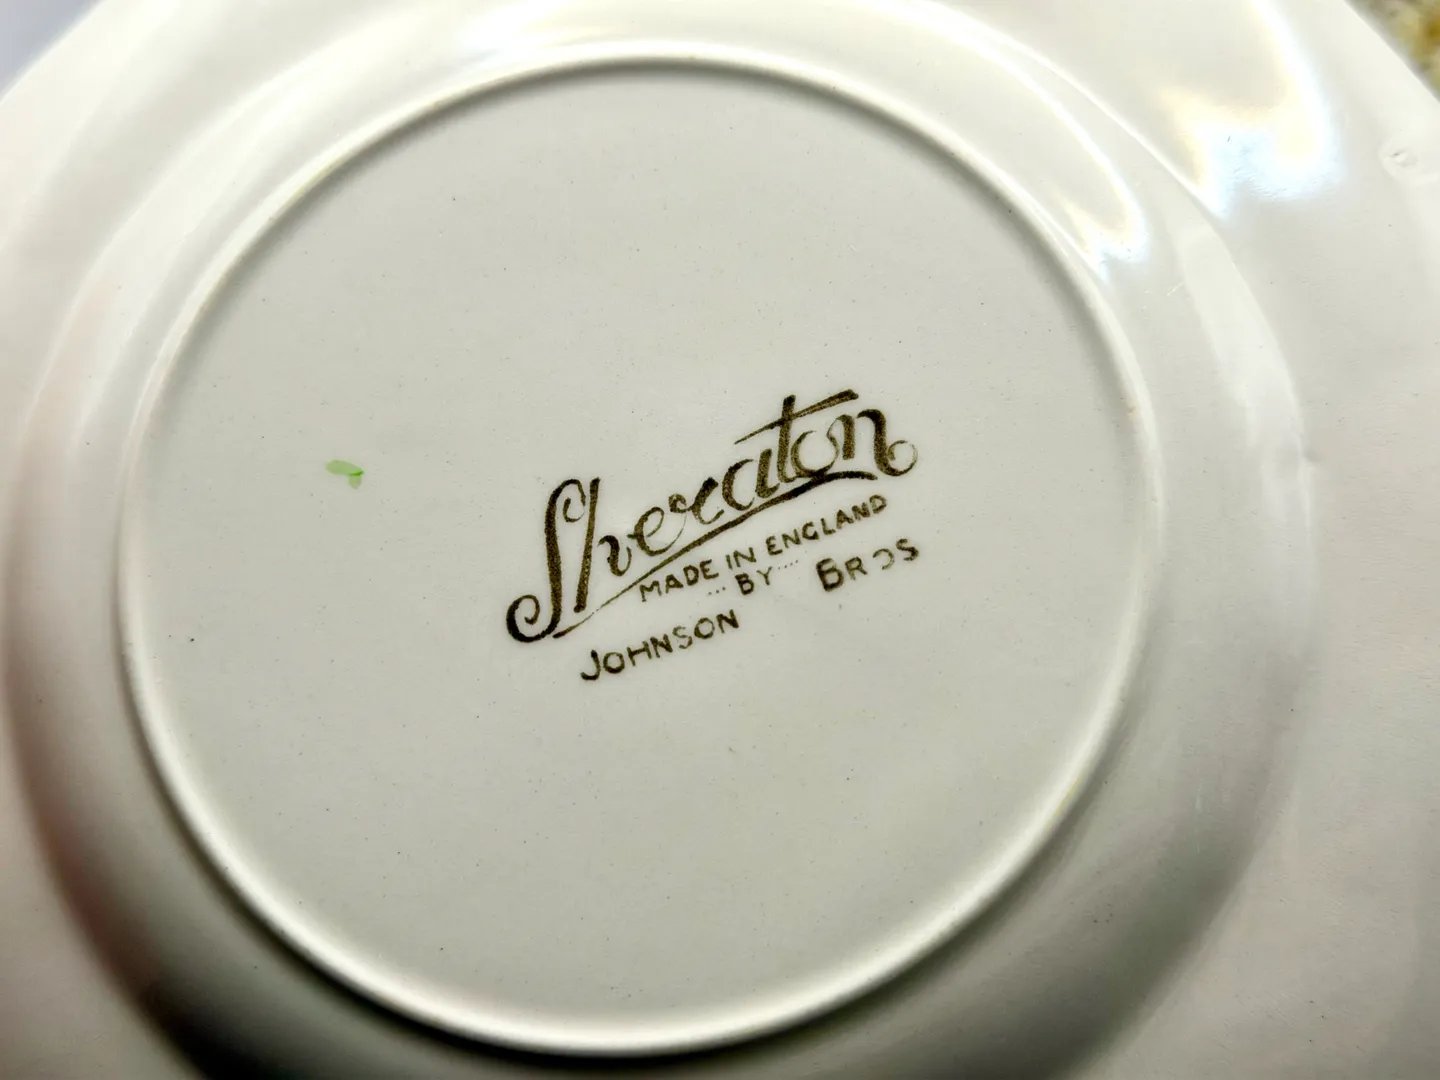 Sheraton
MADE IN ENGLAND
BY
JOHNSON BROS